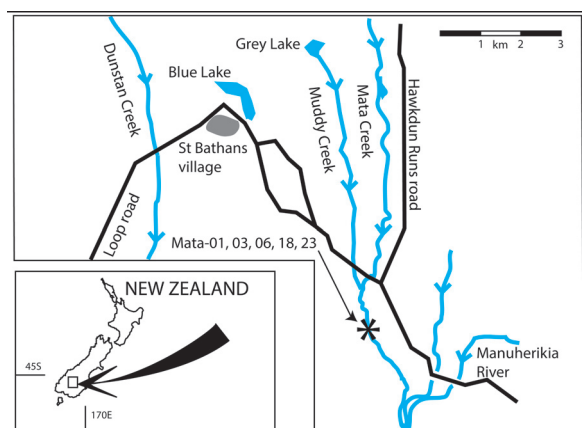 Dunstan Creek
Blue Lake
Grey Lake
Muddy Creek
Mata Creek
Hawkdun Runs road
1 2 3
km
St Bathans
village
Loop road
Mata-01, 03, 06, 18, 23
Manuherikia
River
NEW ZEALAND
45S
170E